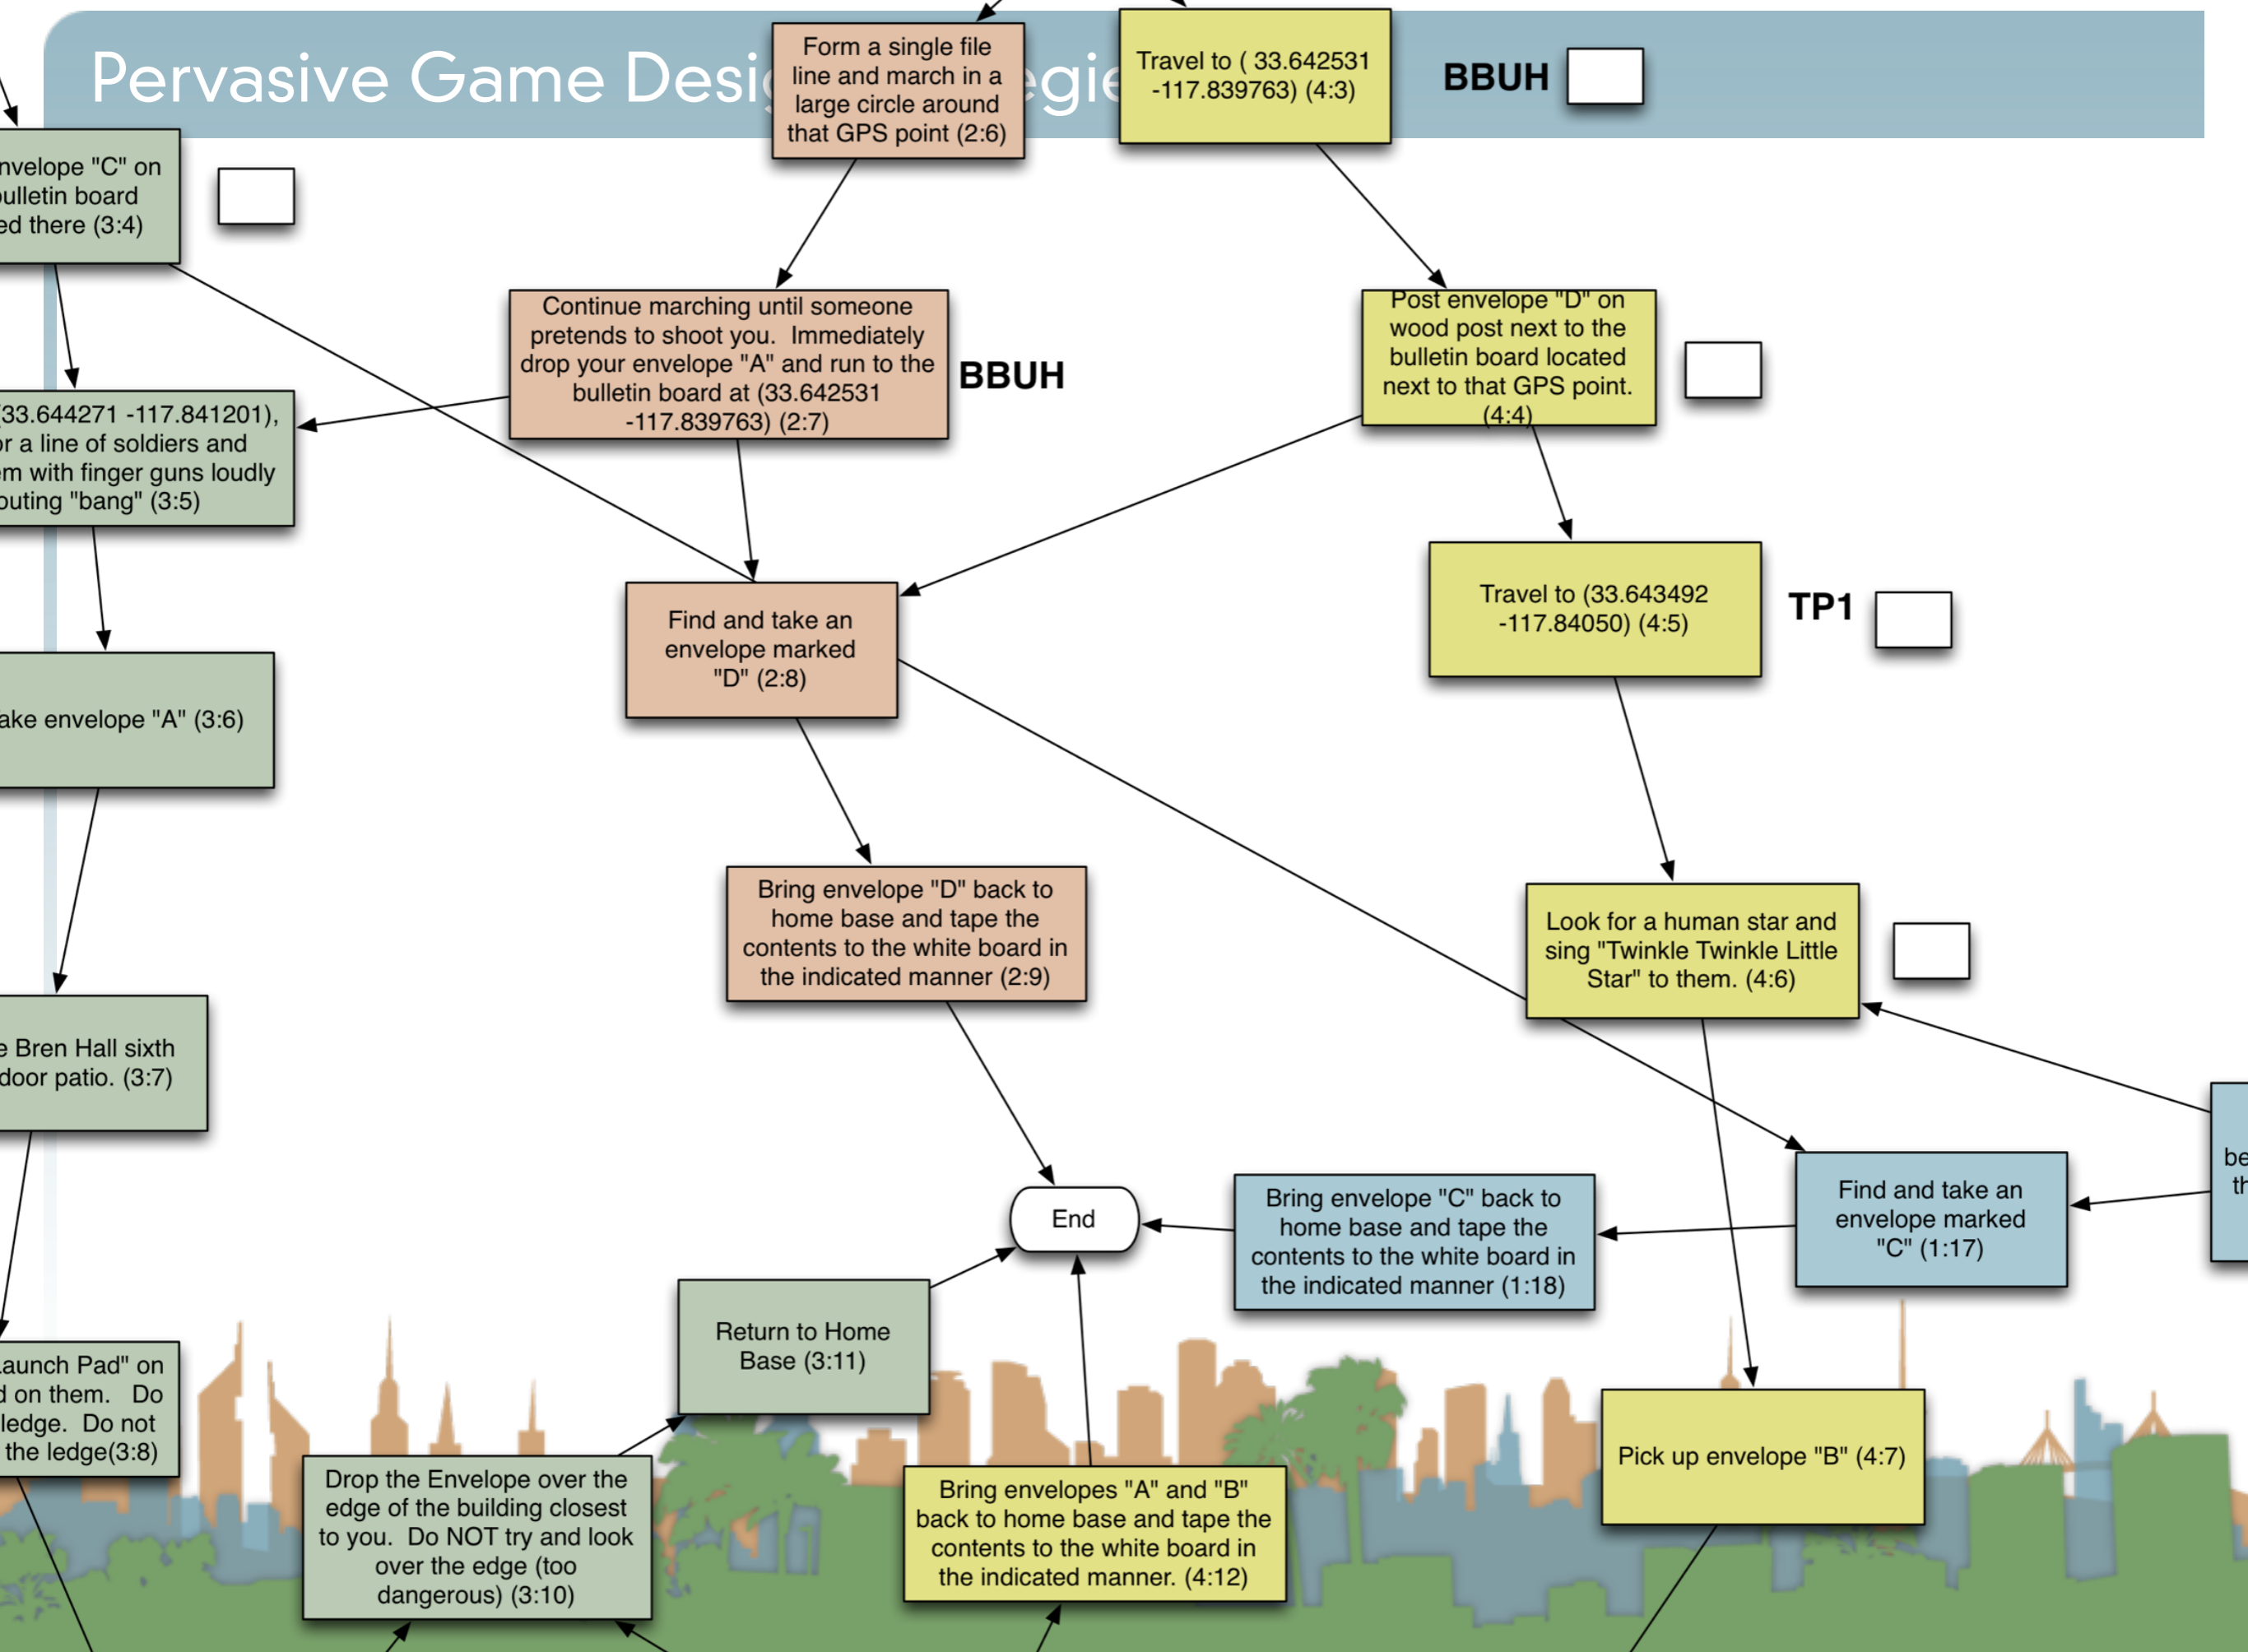 Pervasive Game Desi
egie
Form a single file
line and march in a
large circle around
that GPS point (2:6)
Travel to ( 33.642531
-117.839763) (4:3)
BBUH
nvelope "C" on
ulletin board
ed there (3:4)
Continue marching until someone
pretends to shoot you.  Immediately
drop your envelope "A" and run to the
bulletin board at (33.642531
-117.839763) (2:7)
BBUH
Post envelope "D" on
wood post next to the
bulletin board located
next to that GPS point.
(4:4)
(33.644271 -117.841201),
or a line of soldiers and
em with finger guns loudly
outing "bang" (3:5)
Find and take an
envelope marked
"D" (2:8)
Travel to (33.643492
-117.84050) (4:5)
TP1
ake envelope "A" (3:6)
Bring envelope "D" back to
home base and tape the
contents to the white board in
the indicated manner (2:9)
Look for a human star and
sing "Twinkle Twinkle Little
Star" to them. (4:6)
e Bren Hall sixth
door patio. (3:7)
End
Bring envelope "C" back to
home base and tape the
contents to the white board in
the indicated manner (1:18)
Find and take an
envelope marked
"C" (1:17)
be
th
Return to Home
Base (3:11)
Launch Pad" on
d on them.   Do
ledge.  Do not
the ledge(3:8)
Drop the Envelope over the
edge of the building closest
to you.  Do NOT try and look
over the edge (too
dangerous) (3:10)
Bring envelopes "A" and "B"
back to home base and tape the
contents to the white board in
the indicated manner. (4:12)
Pick up envelope "B" (4:7)